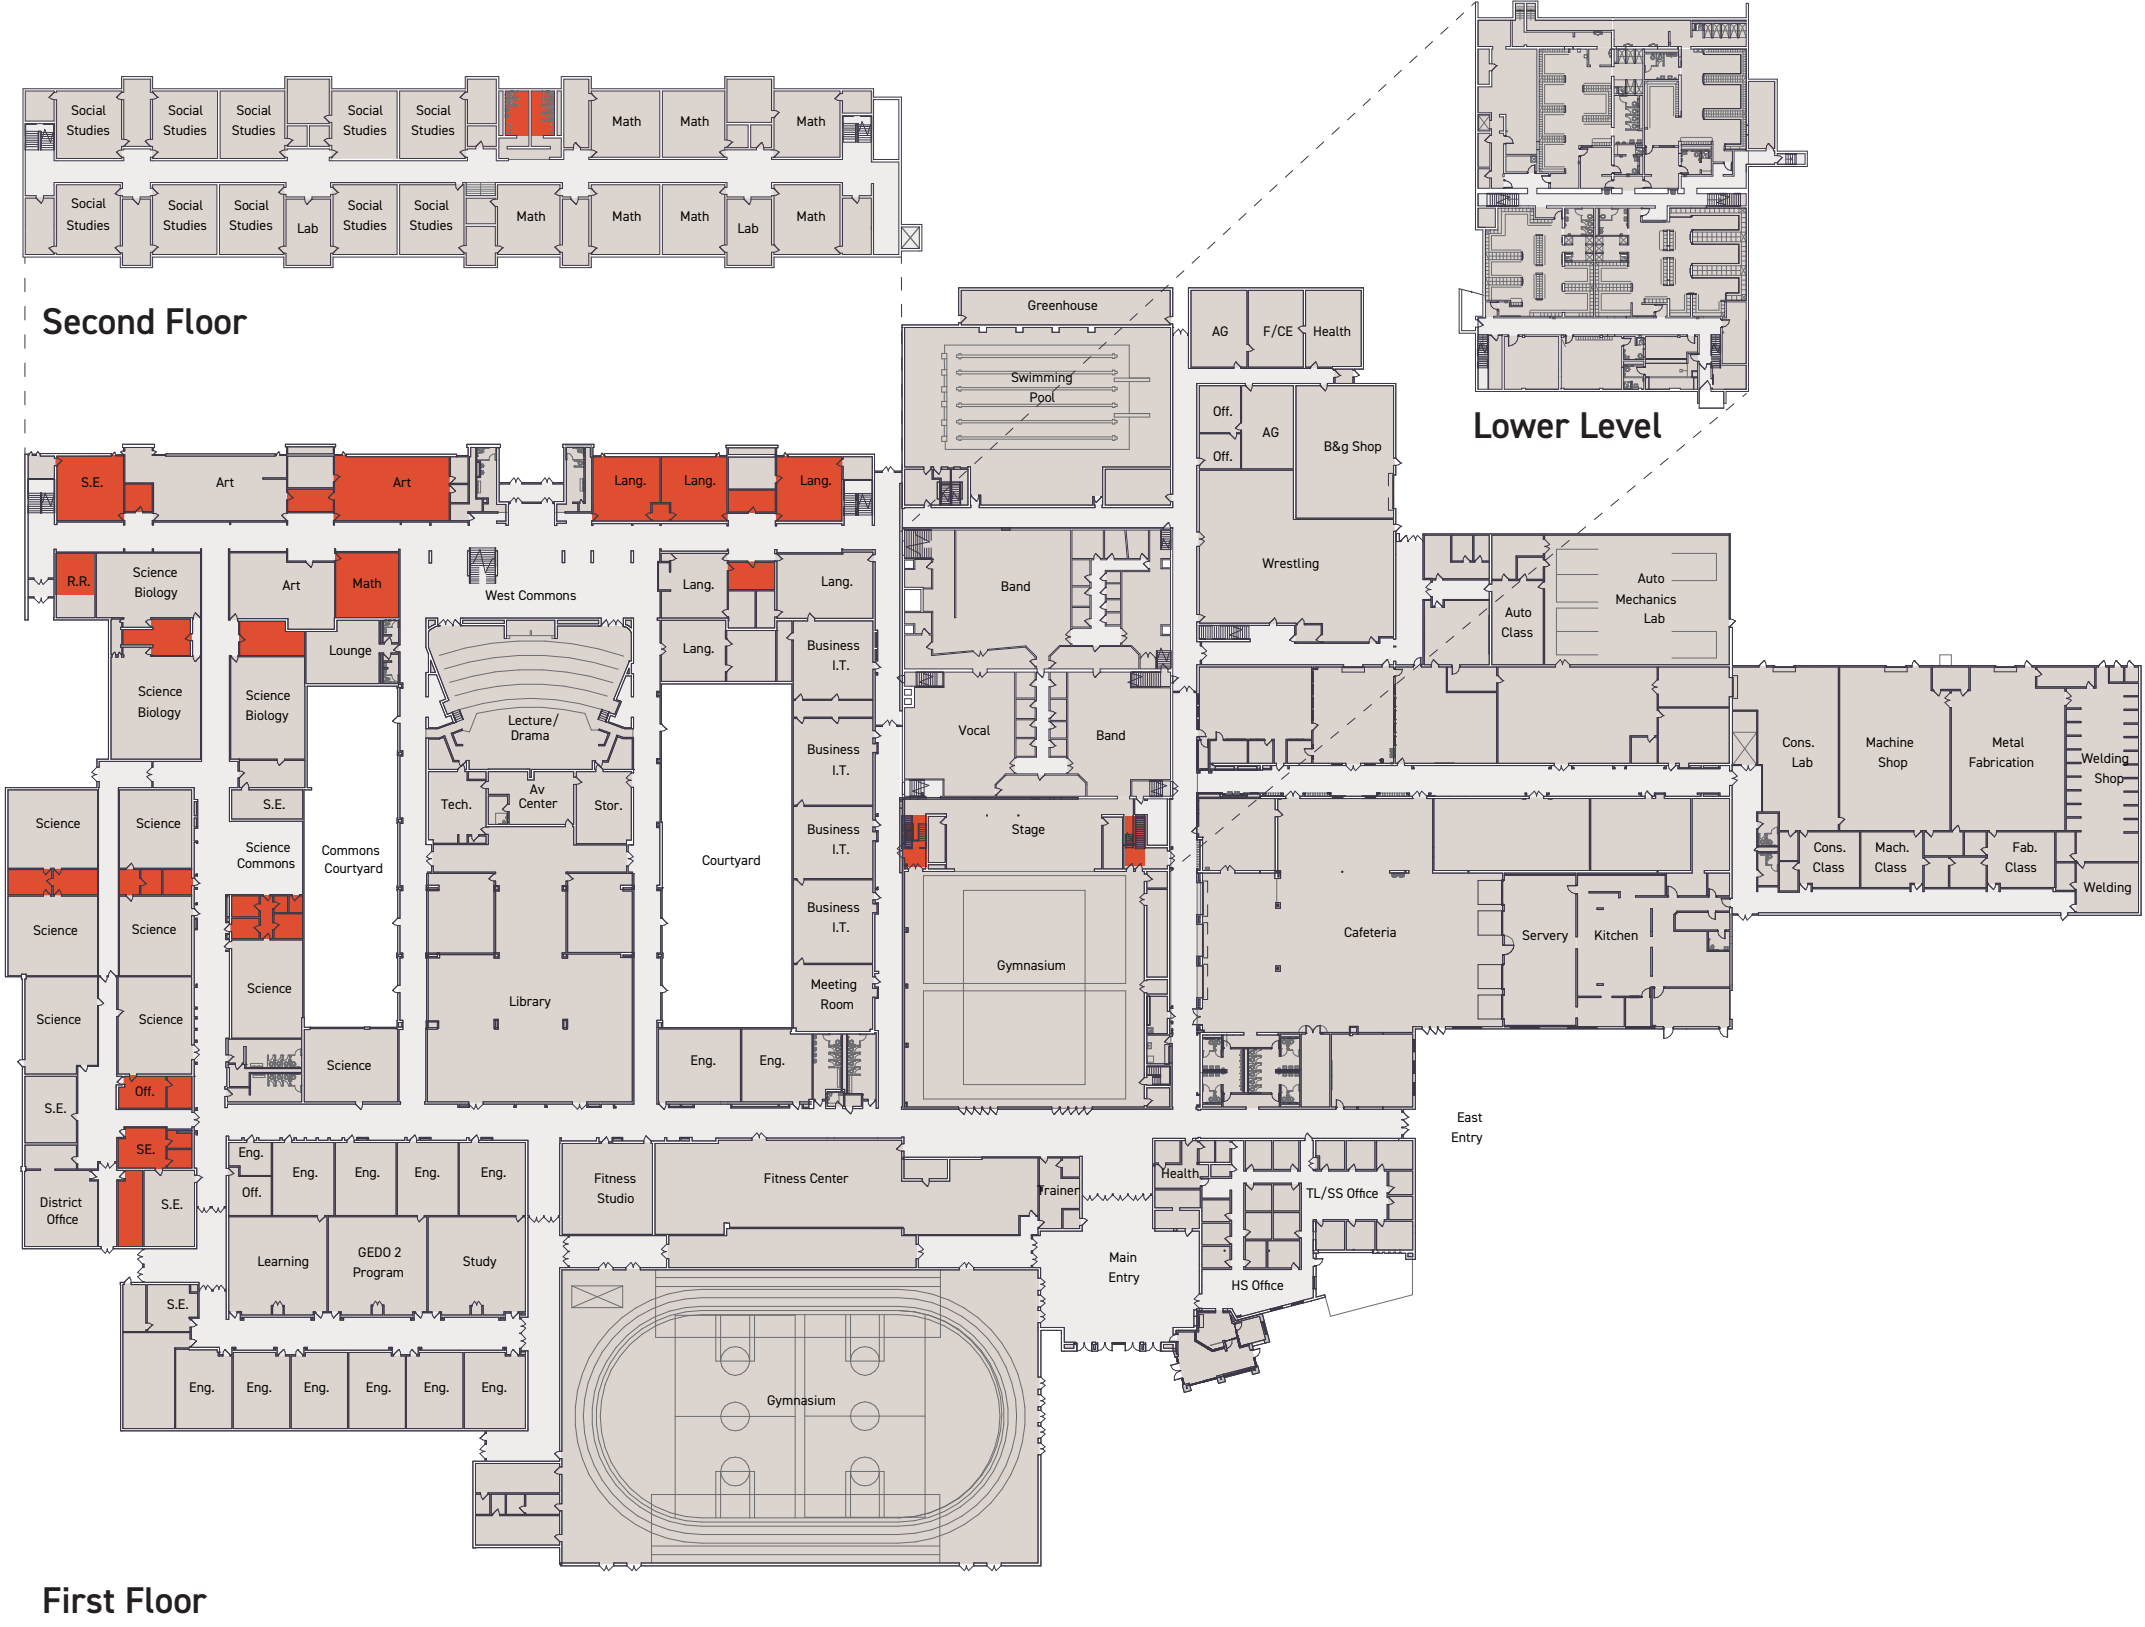 Social
Studies
Social
Studies
Social
Studies
Social
Studies
Social
Studies
Math
Math
Math
Social
Studies
Social
Studies
Social
Studies
Lab
Social
Studies
Social
Studies
Math
Math
Math
Lab
Math
Second Floor
Lower Level
Greenhouse
AG
F/CE
Health
Swimming
Pool
Off.
AG
Off.
B&g Shop
S.E.
Art
Art
Lang.
Lang.
Lang.
R.R.
Science
Biology
Art
Math
West Commons
Lang.
Lang.
Band
Wrestling
Auto
Class
Auto
Mechanics
Lab
Lounge
Lang.
Business
I.T.
Science
Biology
Science
Biology
Lecture/
Drama
Vocal
Band
Business
I.T.
Cons.
Lab
Machine
Shop
Metal
Fabrication
Welding
Shop
Science
Science
S.E.
Tech.
Av
Center
Stor.
Science
Commons
Commons
Courtyard
Courtyard
Business
I.T.
Stage
Cons.
Class
Mach.
Class
Fab.
Class
Welding
Science
Science
Business
I.T.
Gymnasium
Cafeteria
Servery
Kitchen
Science
Library
Meeting
Room
Science
Science
Science
Eng.
Eng.
Off.
S.E.
East
Entry
SE.
Eng.
Off.
Eng.
Eng.
Eng.
Eng.
Fitness
Studio
Fitness Center
Trainer
Health
TL/SS Office
District
Office
S.E.
Learning
GEDO 2
Program
Study
Main
Entry
HS Office
S.E.
Eng.
Eng.
Eng.
Eng.
Eng.
Eng.
Gymnasium
First Floor